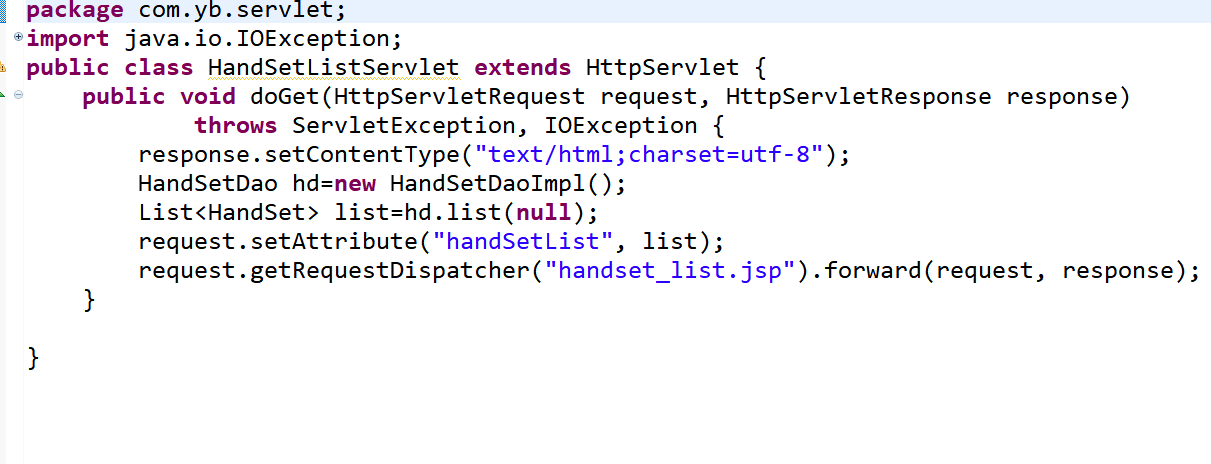 package com.yb.servlet;
import java.io.IOException;
public class HandSetListServlet extends HttpServlet {
    public void doGet(HttpServletRequest request, HttpServletResponse response)
            throws ServletException, IOException {
        response.setContentType("text/html;charset=utf-8");
        HandSetDao hd=new HandSetDaoImpl();
        List<HandSet> list=hd.list(null);
        request.setAttribute("handSetList", list);
        request.getRequestDispatcher("handset_list.jsp").forward(request, response);
    }
}